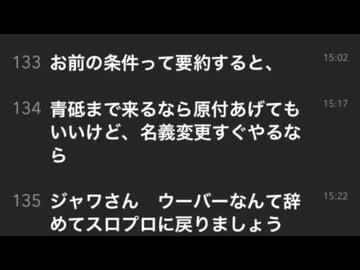 133 お前の条件って要約すると、 15:02
134 青砥まで来るなら原付あげても 15:17
いいけど、名義変更すぐやるな
ら
135 ジャワさん　ウーバーなんて辞 15:22
めてスロプロに戻りましょう